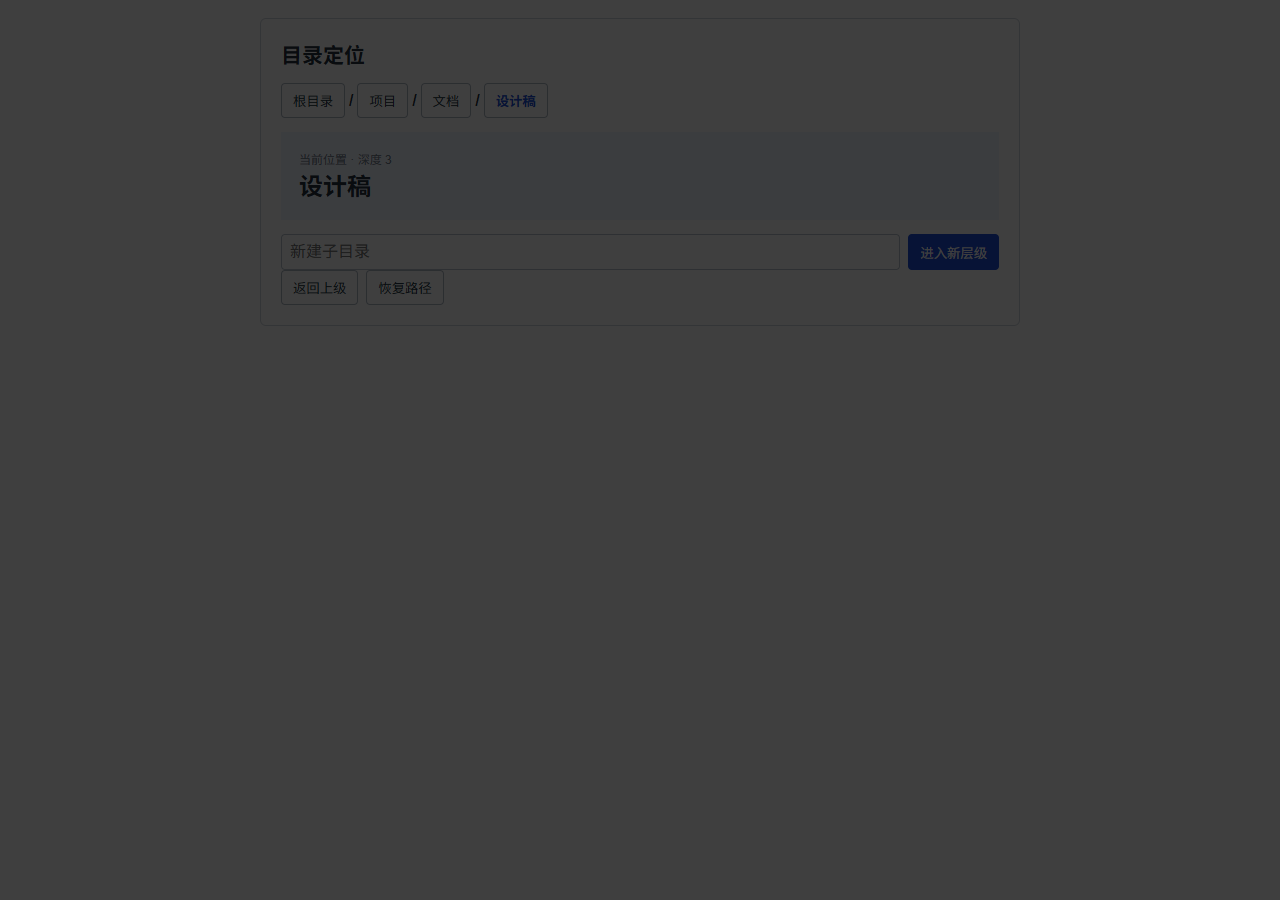 目录定位
根目录 / 项目 / 文档 / 设计稿
当前位置 · 深度 3
设计稿
新建子目录 进入新层级
返回上级 恢复路径